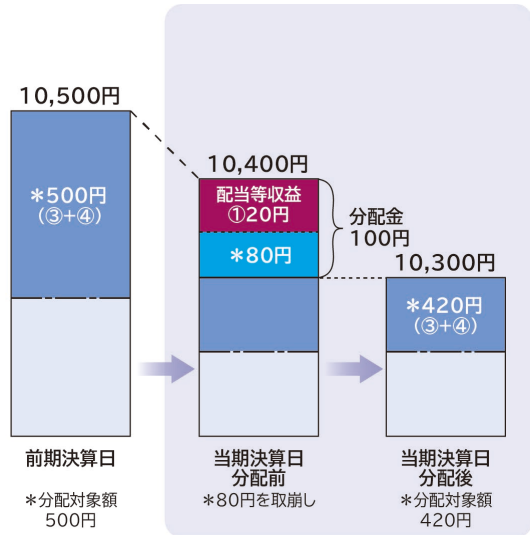 10,500円
*500円
(③+④)
前期決算日
*分配対象額
500円
10,400円
配当等収益
①20円
*80円
分配金
100円
当期決算日
分配前
*80円を取崩し
10,300円
*420円
(③+④)
当期決算日
分配後
*分配対象額
420円